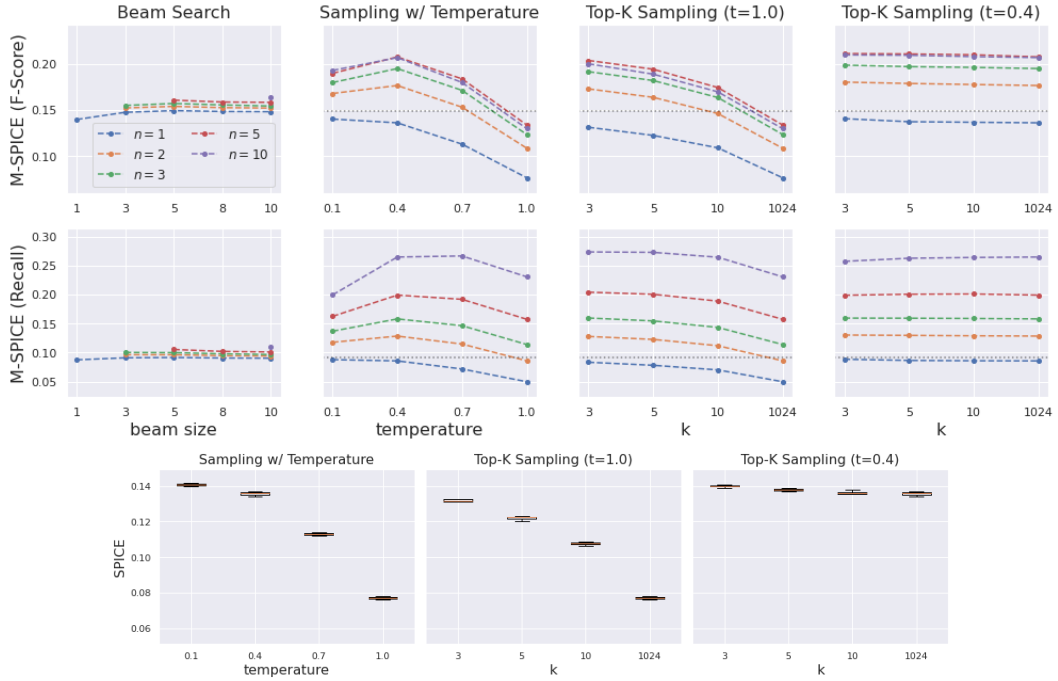 Beam Search
Sampling w/ Temperature
Top-K Sampling (t=1.0)
Top-K Sampling (t=0.4)
M-SPICE (F-Score)
0.20
0.15
0.10
n = 1
n = 2
n = 3
n = 5
n = 10
1 3 5 8 10
0.1 0.4 0.7 1.0
3 5 10 1024
3 5 10 1024
M-SPICE (Recall)
0.30
0.25
0.20
0.15
0.10
0.05
1 3 5 8 10
0.1 0.4 0.7 1.0
3 5 10 1024
3 5 10 1024
beam size
temperature
k
k
Sampling w/ Temperature
Top-K Sampling (t=1.0)
Top-K Sampling (t=0.4)
SPICE
0.14
0.12
0.10
0.08
0.06
0.1 0.4 0.7 1.0
3 5 10 1024
3 5 10 1024
temperature
k
k